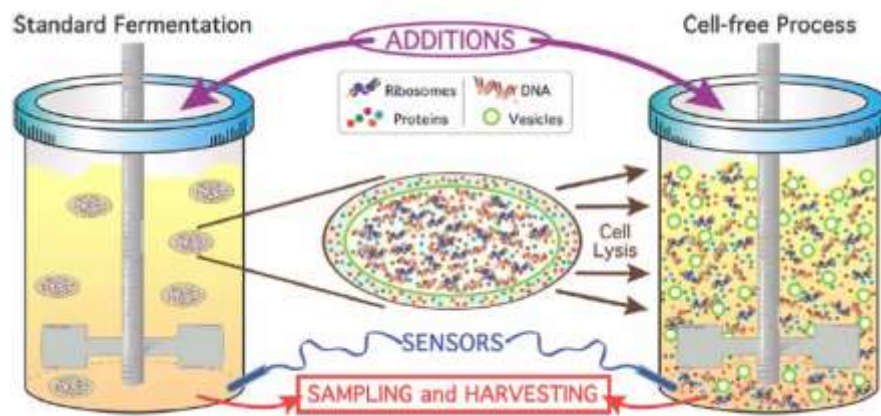 Standard Fermentation
ADDITIONS
Cell-free Process
Ribosomes
DNA
Proteins
Vesicles
Cell
Lysis
SENSORS
SAMPLING and HARVESTING